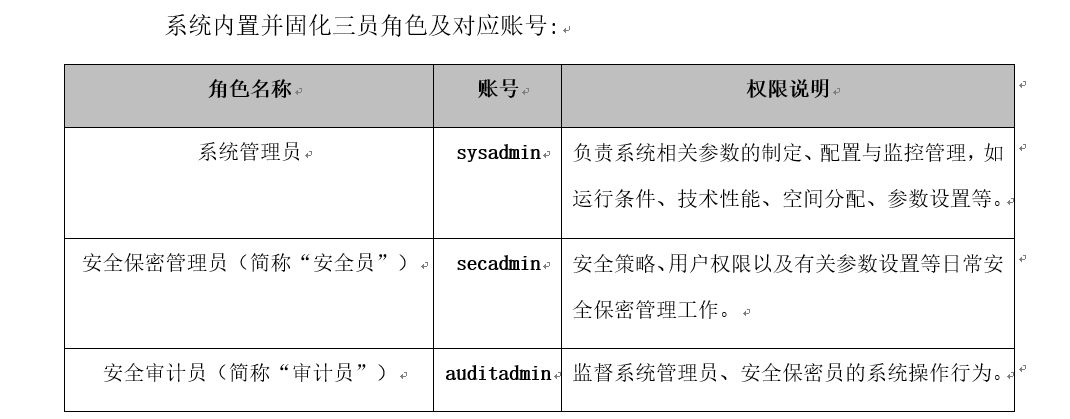 系统内置并固化三员角色及对应账号:
角色名称
账号
权限说明
系统管理员
sysadmin
负责系统相关参数的制定、配置与监控管理，如
运行条件、技术性能、空间分配、参数设置等。
安全保密管理员（简称“安全员”）
secadmin
安全策略、用户权限以及有关参数设置等日常安
全保密管理工作。
安全审计员（简称“审计员”）
auditadmin
监督系统管理员、安全保密员的系统操作行为。